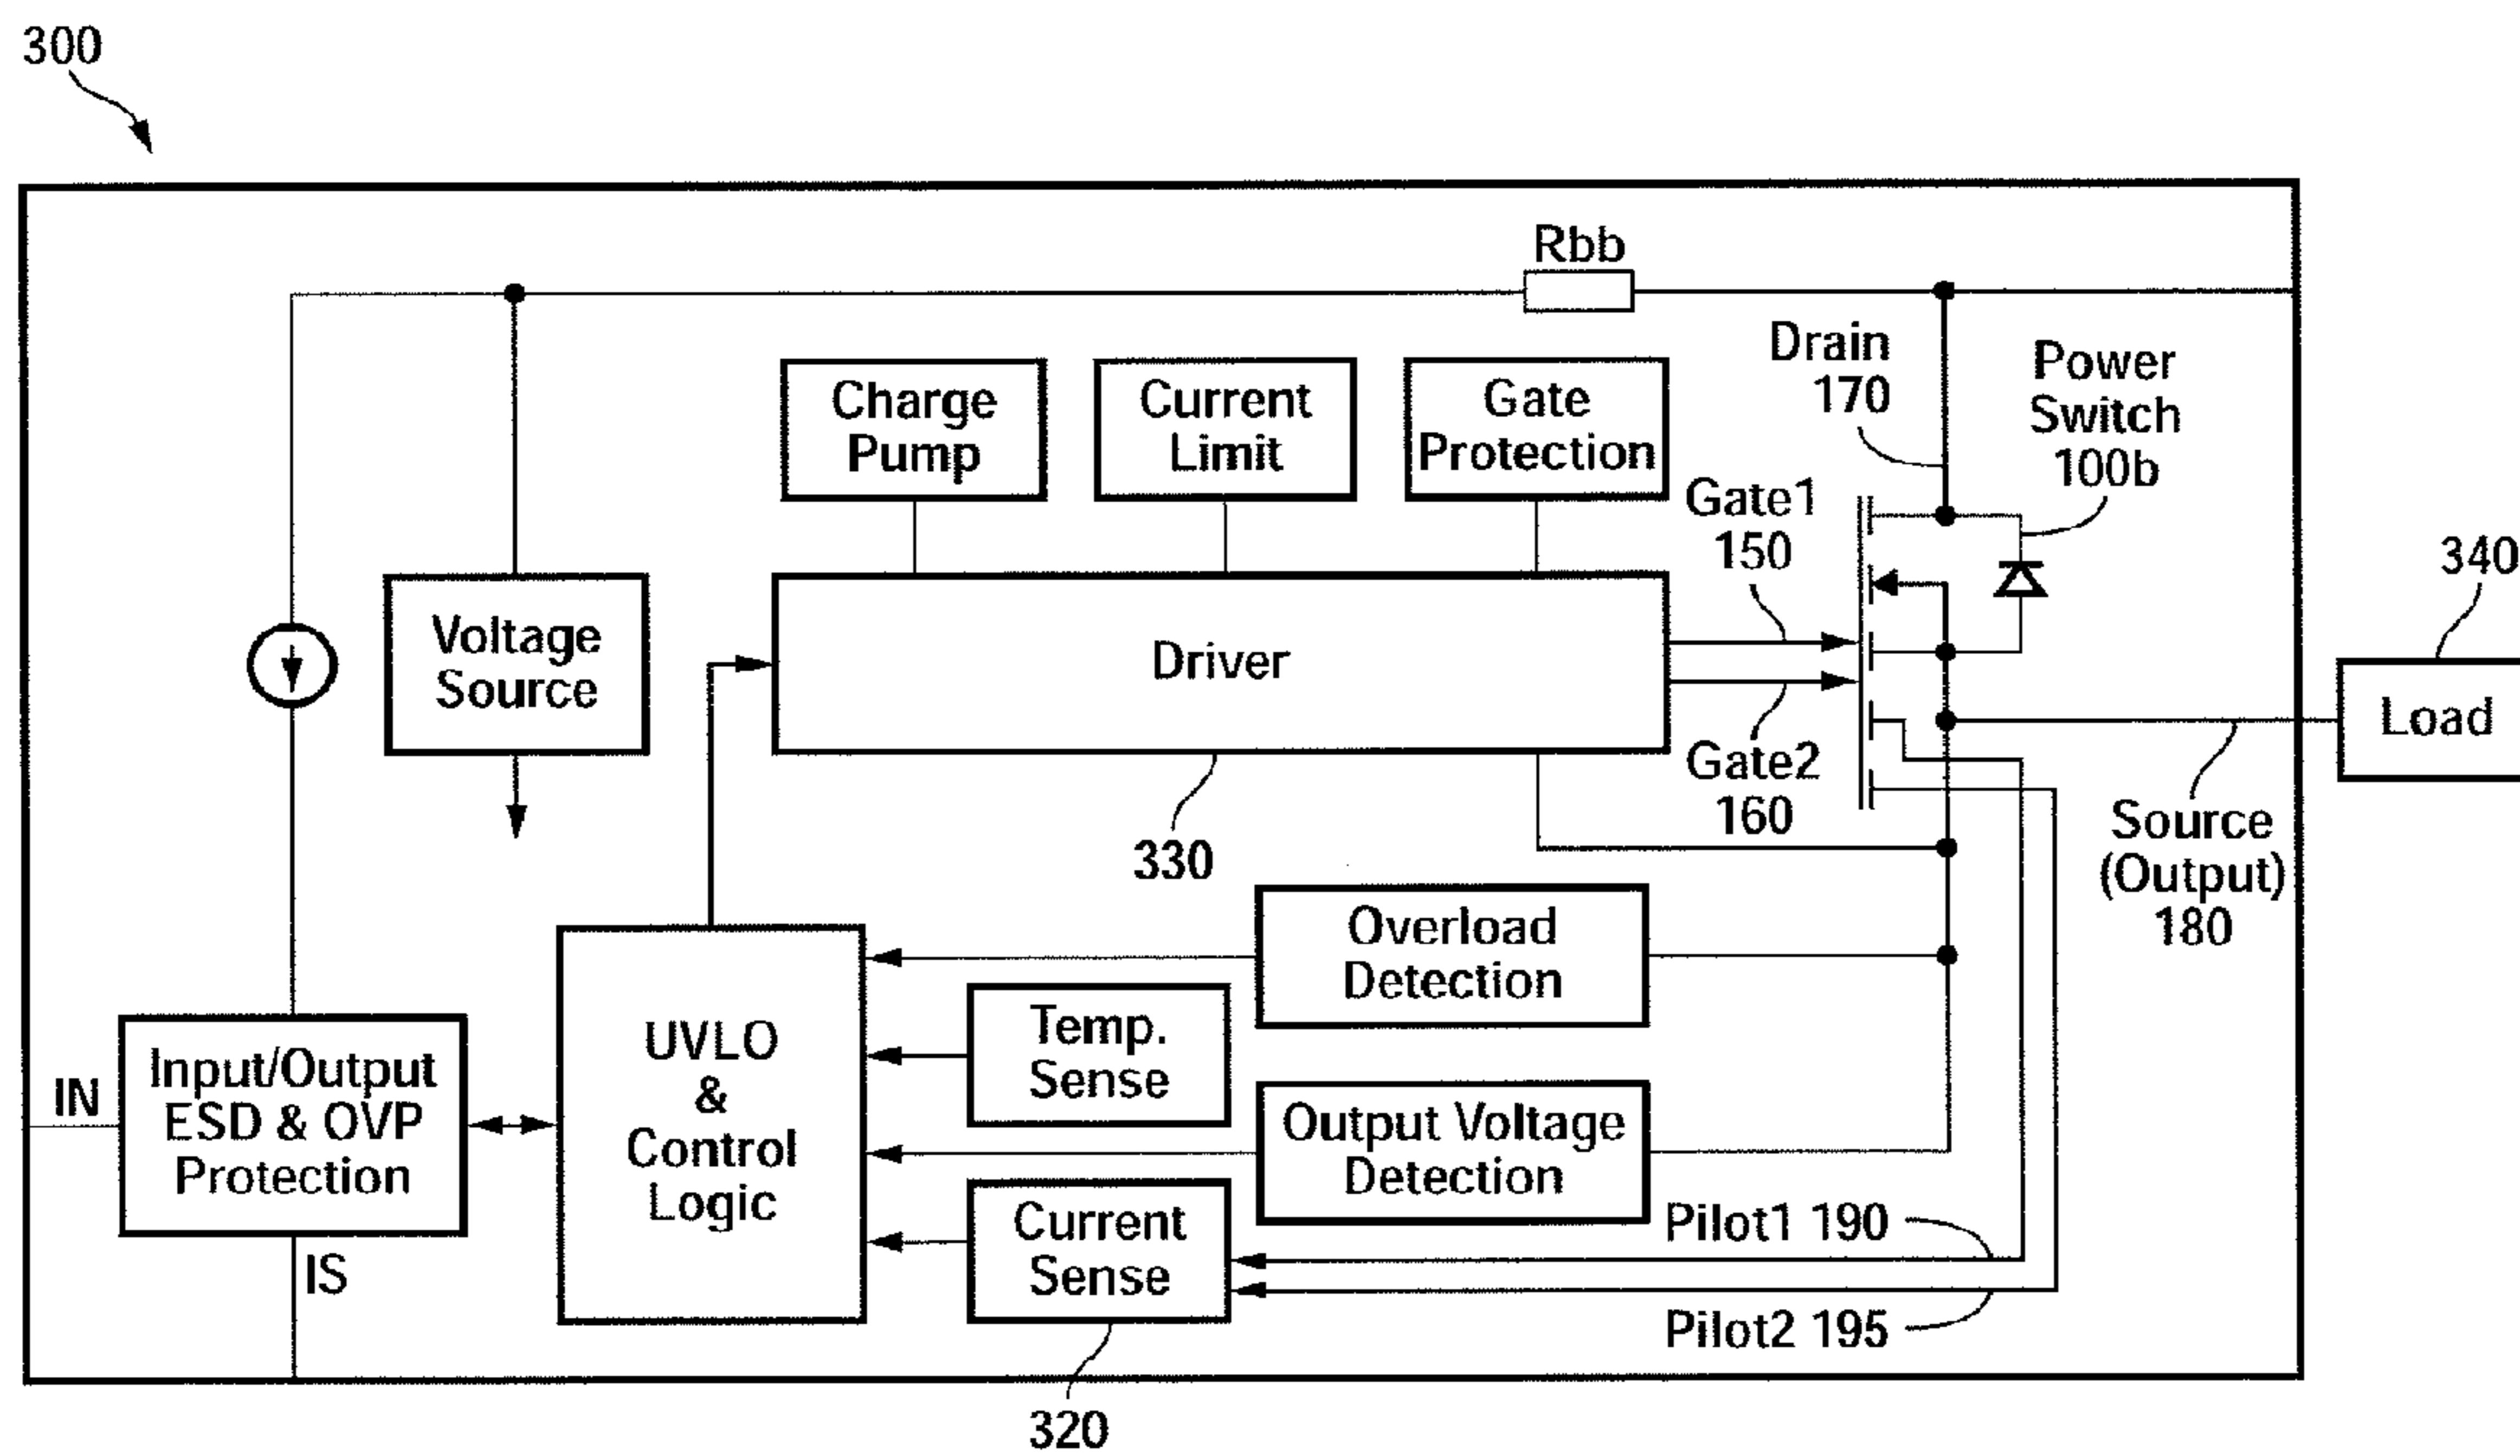 300
Rbb
Drain
170
Power
Switch
100b
Charge
Pump
Current
Limit
Gate
Protection
Gate1
150
340
Voltage
Source
Driver
Load
Gate2
160
330
Source
(Output)
180
Overload
Detection
UVLO
&
Control
Logic
Temp.
Sense
IN
Input/Output
ESD & OVP
Protection
Output Voltage
Detection
IS
Current
Sense
Pilot1 190
Pilot2 195
320